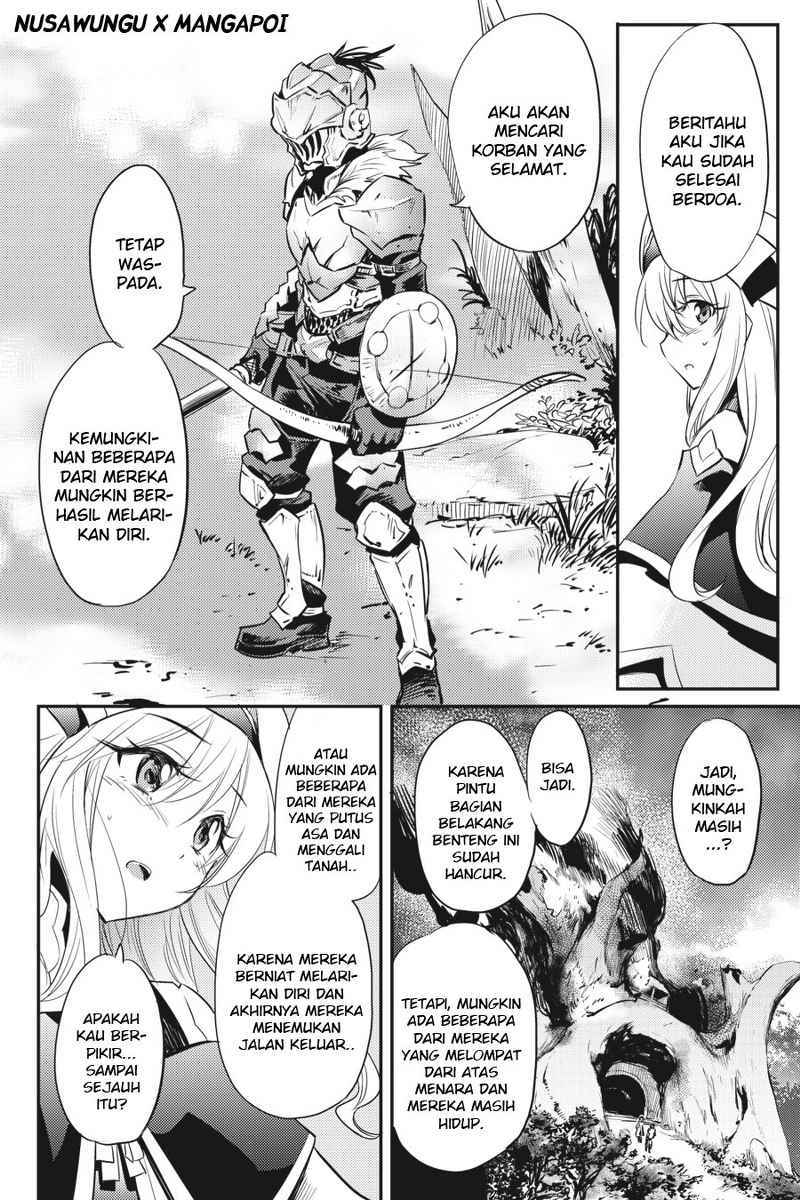 NUSAWUNGU X MANGAPOI
BERITAHU
AKU JIKA
KAU SUDAH
SELESAI
BERDOA.
AKU AKAN
MENCARI
KORBAN YANG
SELAMAT.
TETAP
WAS-
PADA.
KEMUNGKI-
NAN BEBERAPA
DARI MEREKA
MUNGKIN BER-
HASIL MELARI-
KAN DIRI.
JADI,
MUNG-
KINKAH
MASIH
...?
BISA
JADI.
KARENA
PINTU
BAGIAN
BELAKANG
BENTENG INI
SUDAH
HANCUR.
TETAPI, MUNGKIN
ADA BEBERAPA
DARI MEREKA
YANG MELOMPAT
DARI ATAS
MENARA DAN
MEREKA MASIH
HIDUP.
ATAU
MUNGKIN ADA
BEBERAPA
DARI MEREKA
YANG PUTUS
ASA DAN
MENGGALI
TANAH..
KARENA MEREKA
BERNIAT MELARI-
KAN DIRI DAN
AKHIRNYA MEREKA
MENEMUKAN
JALAN KELUAR..
APAKAH
KAU BER-
PIKIR...
SAMPAI
SEJAUH
ITU?